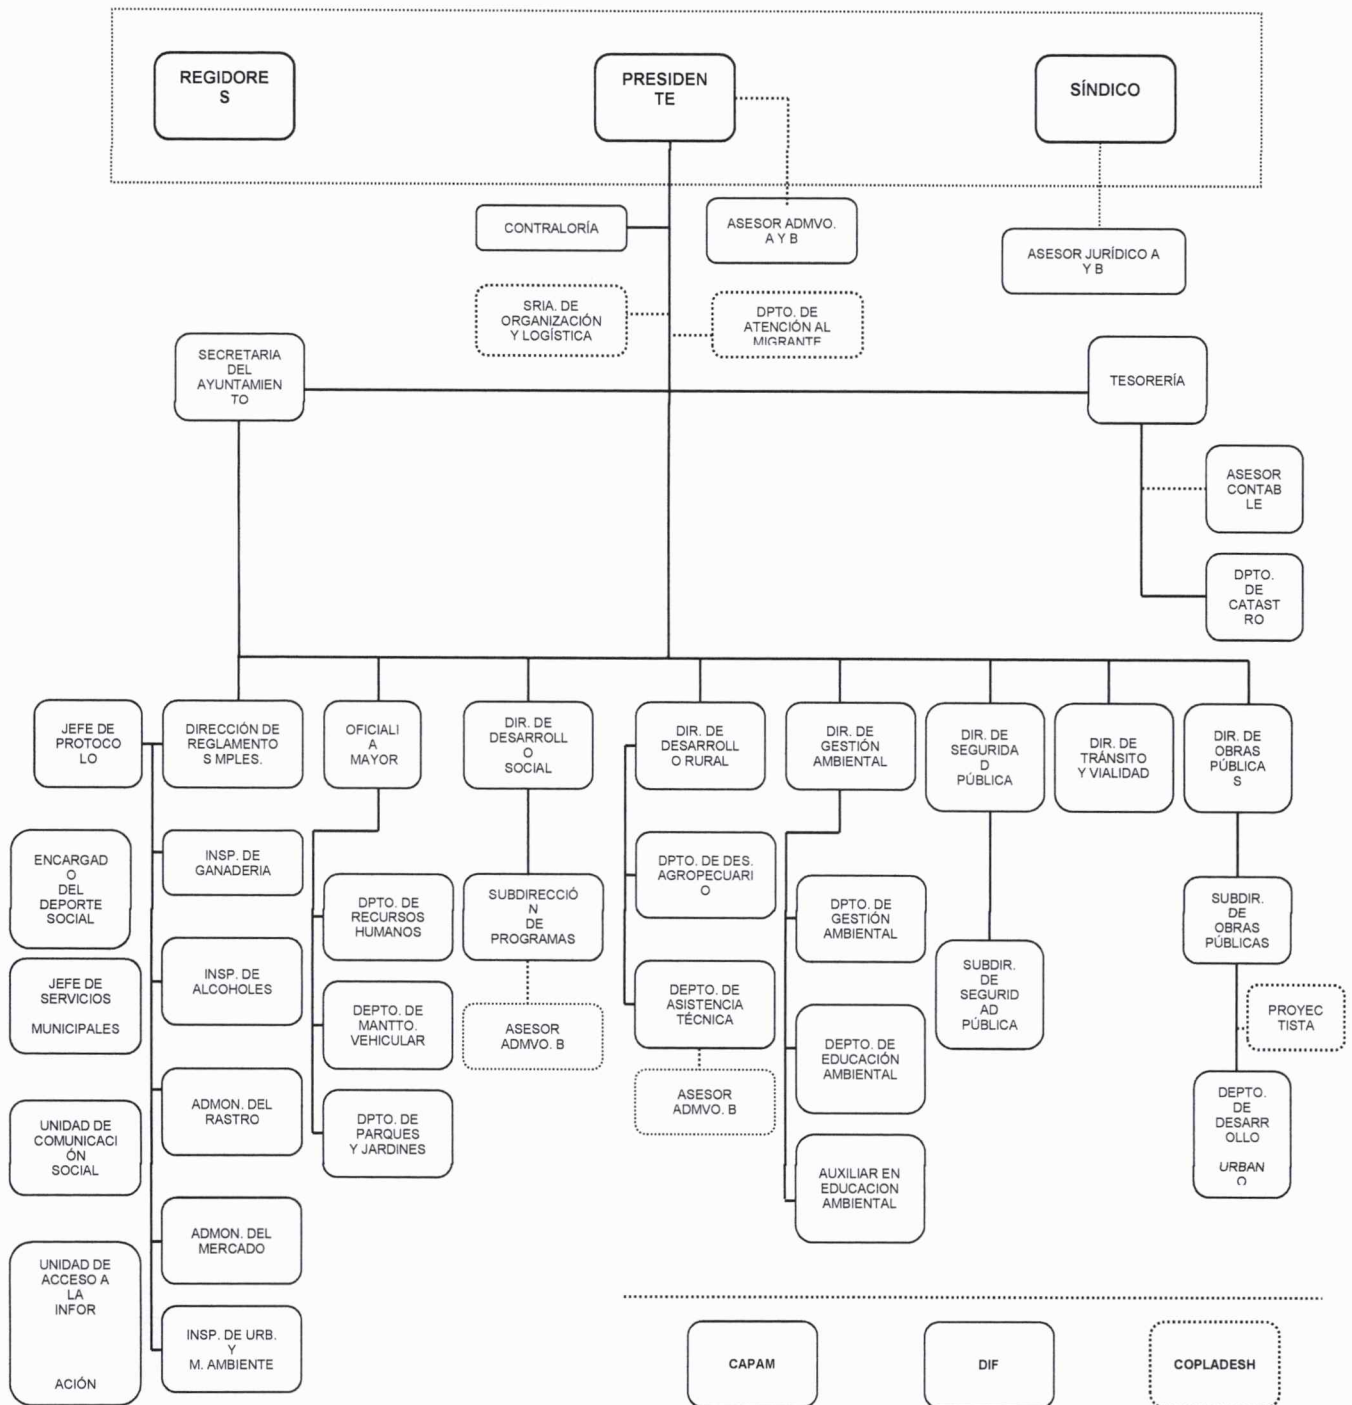 REGIDORE
S
PRESIDEN
TE
SÍNDICO
CONTRALORÍA
ASESOR ADMVO.
A Y B
ASESOR JURÍDICO A
Y B
SRIA. DE
ORGANIZACIÓN
Y LOGÍSTICA
DPTO. DE
ATENCIÓN AL
MIGRANTE
SECRETARIA
DEL
AYUNTAMIEN
TO
TESORERÍA
ASESOR
CONTAB
LE
DPTO.
DE
CATAST
RO
JEFE DE
PROTOCO
LO
DIRECCIÓN DE
REGLAMENTO
S MPLES.
OFICIALI
A
MAYOR
DIR. DE
DESARROLL
O
SOCIAL
DIR. DE
DESARROLL
O RURAL
DIR. DE
GESTIÓN
AMBIENTAL
DIR. DE
SEGURIDA
D
PÚBLICA
DIR. DE
TRÁNSITO
Y VIALIDAD
DIR. DE
OBRAS
PÚBLICA
S
ENCARGAD
O
DEL
DEPORTE
SOCIAL
INSP. DE
GANADERIA
DPTO. DE
RECURSOS
HUMANOS
SUBDIRECCIÓ
N
DE
PROGRAMAS
DPTO. DE DES.
AGROPECUARI
O
DPTO. DE
GESTIÓN
AMBIENTAL
SUBDIR.
DE
SEGURID
AD
PÚBLICA
SUBDIR.
DE
OBRAS
PÚBLICAS
JEFE DE
SERVICIOS
MUNICIPALES
INSP. DE
ALCOHOLES
DEPTO. DE
MANTTO.
VEHICULAR
ASESOR
ADMVO. B
DEPTO. DE
ASISTENCIA
TÉCNICA
DEPTO. DE
EDUCACIÓN
AMBIENTAL
PROYEC
TISTA
UNIDAD DE
COMUNICACI
ÓN
SOCIAL
ADMON. DEL
RASTRO
DPTO. DE
PARQUES
Y JARDINES
ASESOR
ADMVO. B
AUXILIAR EN
EDUCACION
AMBIENTAL
DEPTO.
DE
DESARR
OLLO
URBAN
O
UNIDAD DE
ACCESO A
LA
INFOR
ACIÓN
ADMON. DEL
MERCADO
INSP. DE URB.
Y
M. AMBIENTE
CAPAM
DIF
COPLADESH